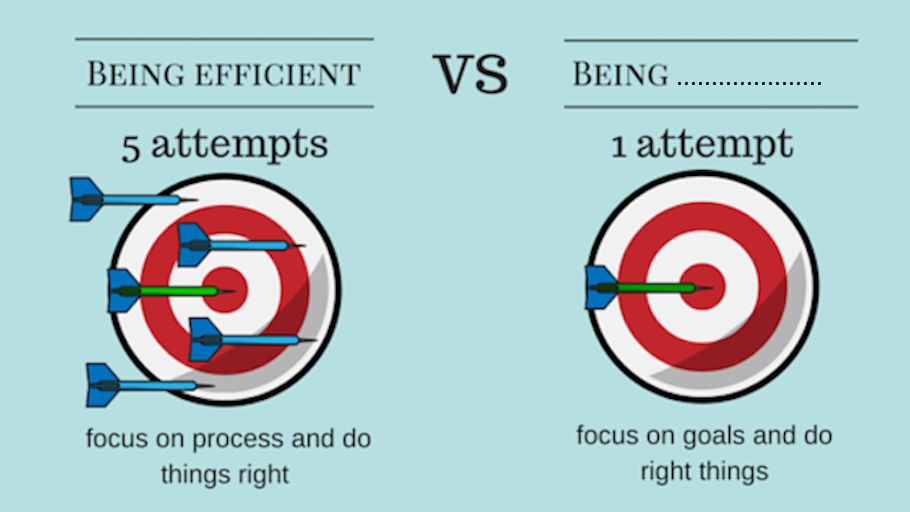 BEING EFFICIENT
VS
BEING .....................
5 attempts
1 attempt
focus on process and do
things right
focus on goals and do
right things